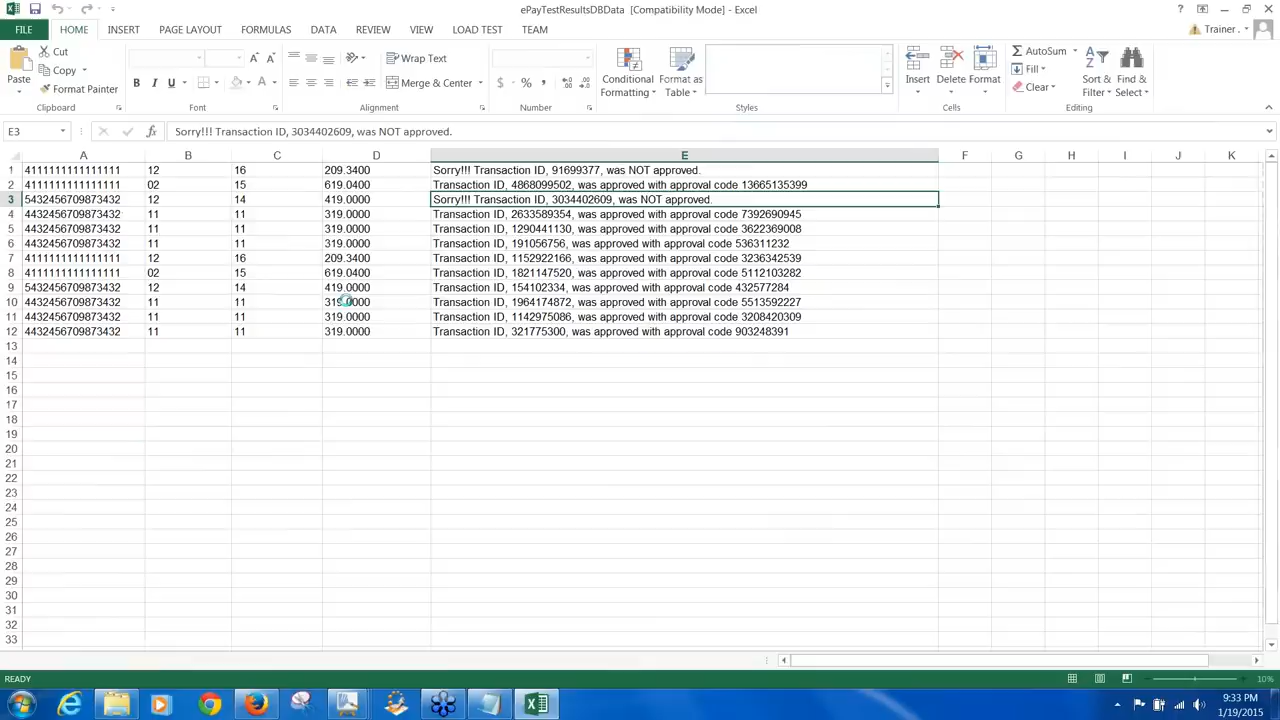 ePayTestResultsDBData [Compatibility Mode] - Excel
FILE HOME INSERT PAGE LAYOUT FORMULAS DATA REVIEW VIEW LOAD TEST TEAM Trainer .
Paste Cut Copy Format Painter Clipboard
B I U A A A Font
Wrap Text Merge & Center Alignment
$ % , Number
Conditional Formatting Format as Table Styles
Insert Delete Format Cells
AutoSum Fill Clear Sort & Filter Find & Select Editing
E3 fx Sorry!!! Transaction ID, 3034402609, was NOT approved.
A B C D E F G H I J K
1 4111111111111111 12 16 209.3400 Sorry!!! Transaction ID, 91699377, was NOT approved.
2 4111111111111111 02 15 619.0400 Transaction ID, 4868099502, was approved with approval code 13665135399
3 5432456709873432 12 14 419.0000 Sorry!!! Transaction ID, 3034402609, was NOT approved.
4 4432456709873432 11 11 319.0000 Transaction ID, 2633589354, was approved with approval code 7392690945
5 4432456709873432 11 11 319.0000 Transaction ID, 1290441130, was approved with approval code 3622369008
6 4432456709873432 11 11 319.0000 Transaction ID, 191056756, was approved with approval code 536311232
7 4111111111111111 12 16 209.3400 Transaction ID, 1152922166, was approved with approval code 3236342539
8 4111111111111111 02 15 619.0400 Transaction ID, 1821147520, was approved with approval code 5112103282
9 5432456709873432 12 14 419.0000 Transaction ID, 154102334, was approved with approval code 432577284
10 4432456709873432 11 11 319.0000 Transaction ID, 1964174872, was approved with approval code 5513592227
11 4432456709873432 11 11 319.0000 Transaction ID, 1142975086, was approved with approval code 3208420309
12 4432456709873432 11 11 319.0000 Transaction ID, 321775300, was approved with approval code 903248391
13
14
15
16
17
18
19
20
21
22
23
24
25
26
27
28
29
30
31
32
33
READY 10%
9:33 PM
1/19/2015